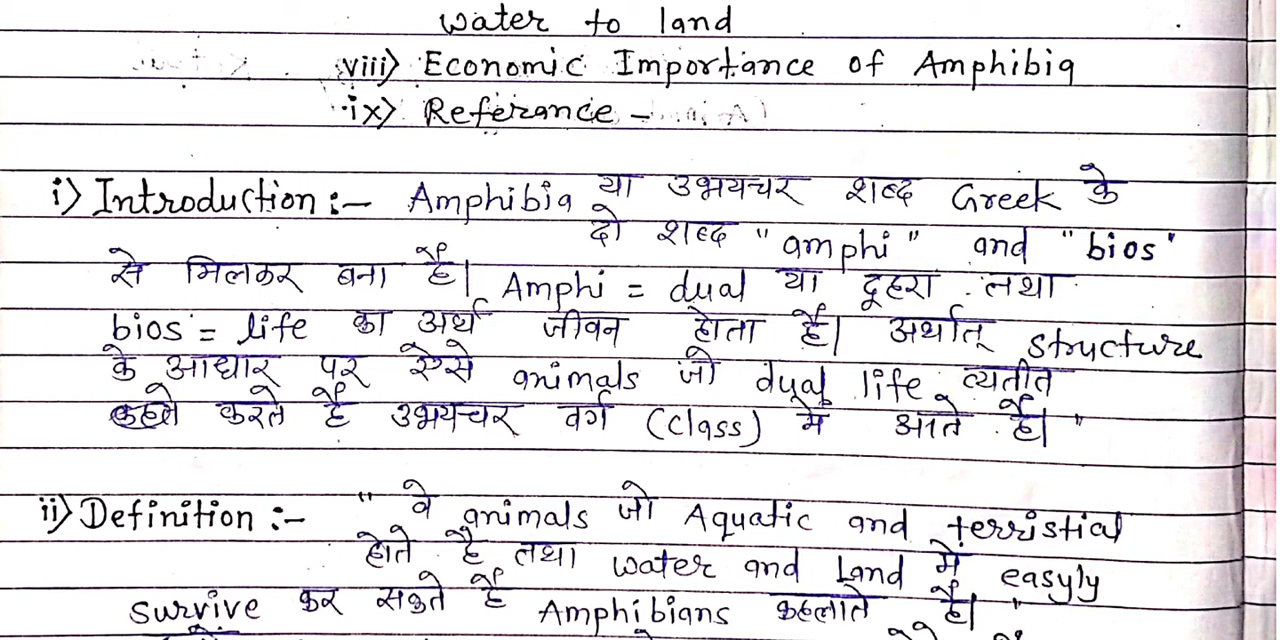 water to land
viii) Economic Importance of Amphibia
ix) Referance -
i) Introduction :- Amphibia या उभयचर शब्द Greek के
दो शब्द "amphi" and "bios"
से मिलकर बना है। Amphi = dual या दूहरा तथा
bios = life का अर्थ जीवन होता है। अर्थात् structure
के आधार पर ऐसे animals जो dual life व्यतीत
करते है उभयचर वर्ग (class) मे आते है। "
ii) Definition :- " वे animals जो Aquatic and terristial
होते है तथा water and Land मे easyly
survive कर सकते है Amphibians कहलाते है। "